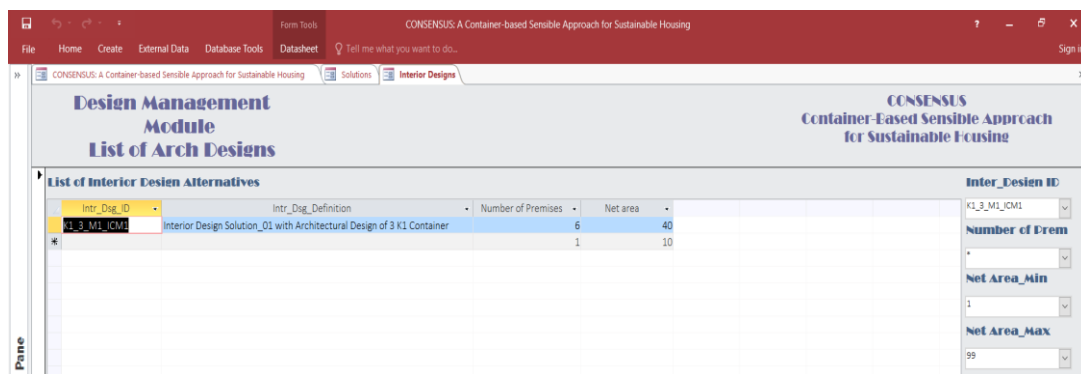 Form Tools CONSENSUS: A Container-based Sensible Approach for Sustainable Housing ?
File Home Create External Data Database Tools Datasheet Tell me what you want to do... Sign in
CONSENSUS: A Container-based Sensible Approach for Sustainable Housing Solutions Interior Designs
Design Management
Module
List of Arch Designs
CONSENSUS
Container-Based Sensible Approach
for Sustainable Housing
List of Interior Design Alternatives
Intr_Dsg_ID Intr_Dsg_Definition Number of Premises Net area
K1_3_M1_ICM1 Interior Design Solution_01 with Architectural Design of 3 K1 Container 6 40
* 1 10
Inter_Design ID
K1_3_M1_ICM1
Number of Prem
*
Net Area_Min
1
Net Area_Max
99
Pane